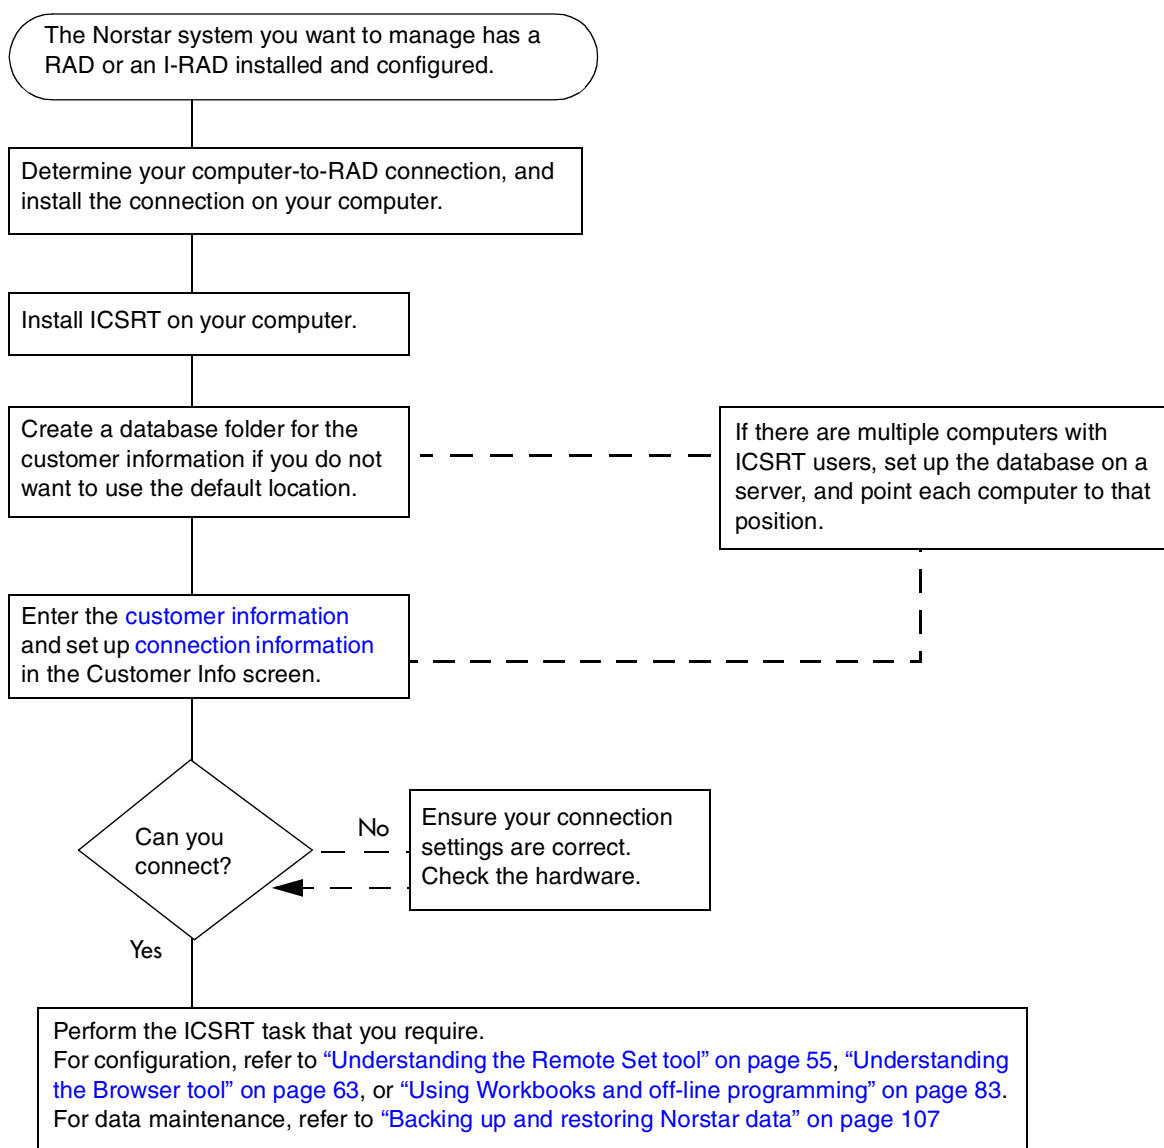 The Norstar system you want to manage has a
RAD or an I-RAD installed and configured.
Determine your computer-to-RAD connection, and
install the connection on your computer.
Install ICSRT on your computer.
Create a database folder for the
customer information if you do not
want to use the default location.
If there are multiple computers with
ICSRT users, set up the database on a
server, and point each computer to that
position.
Enter the customer information
and set up connection information
in the Customer Info screen.
Can you
connect?
No
Ensure your connection
settings are correct.
Check the hardware.
Yes
Perform the ICSRT task that you require.
For configuration, refer to “Understanding the Remote Set tool” on page 55, “Understanding
the Browser tool” on page 63, or “Using Workbooks and off-line programming” on page 83.
For data maintenance, refer to “Backing up and restoring Norstar data” on page 107